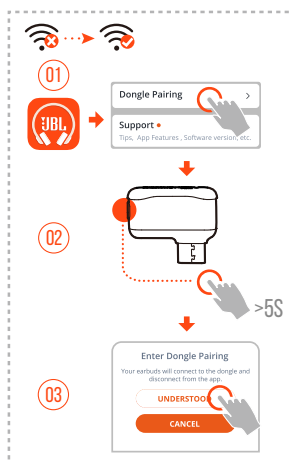 01
JBL
Dongle Pairing
Support
Tips, App Features , Software version, etc.
02
>5S
03
Enter Dongle Pairing
Your earbuds will connect to the dongle and
disconnect from the app.
UNDERSTOOD
CANCEL